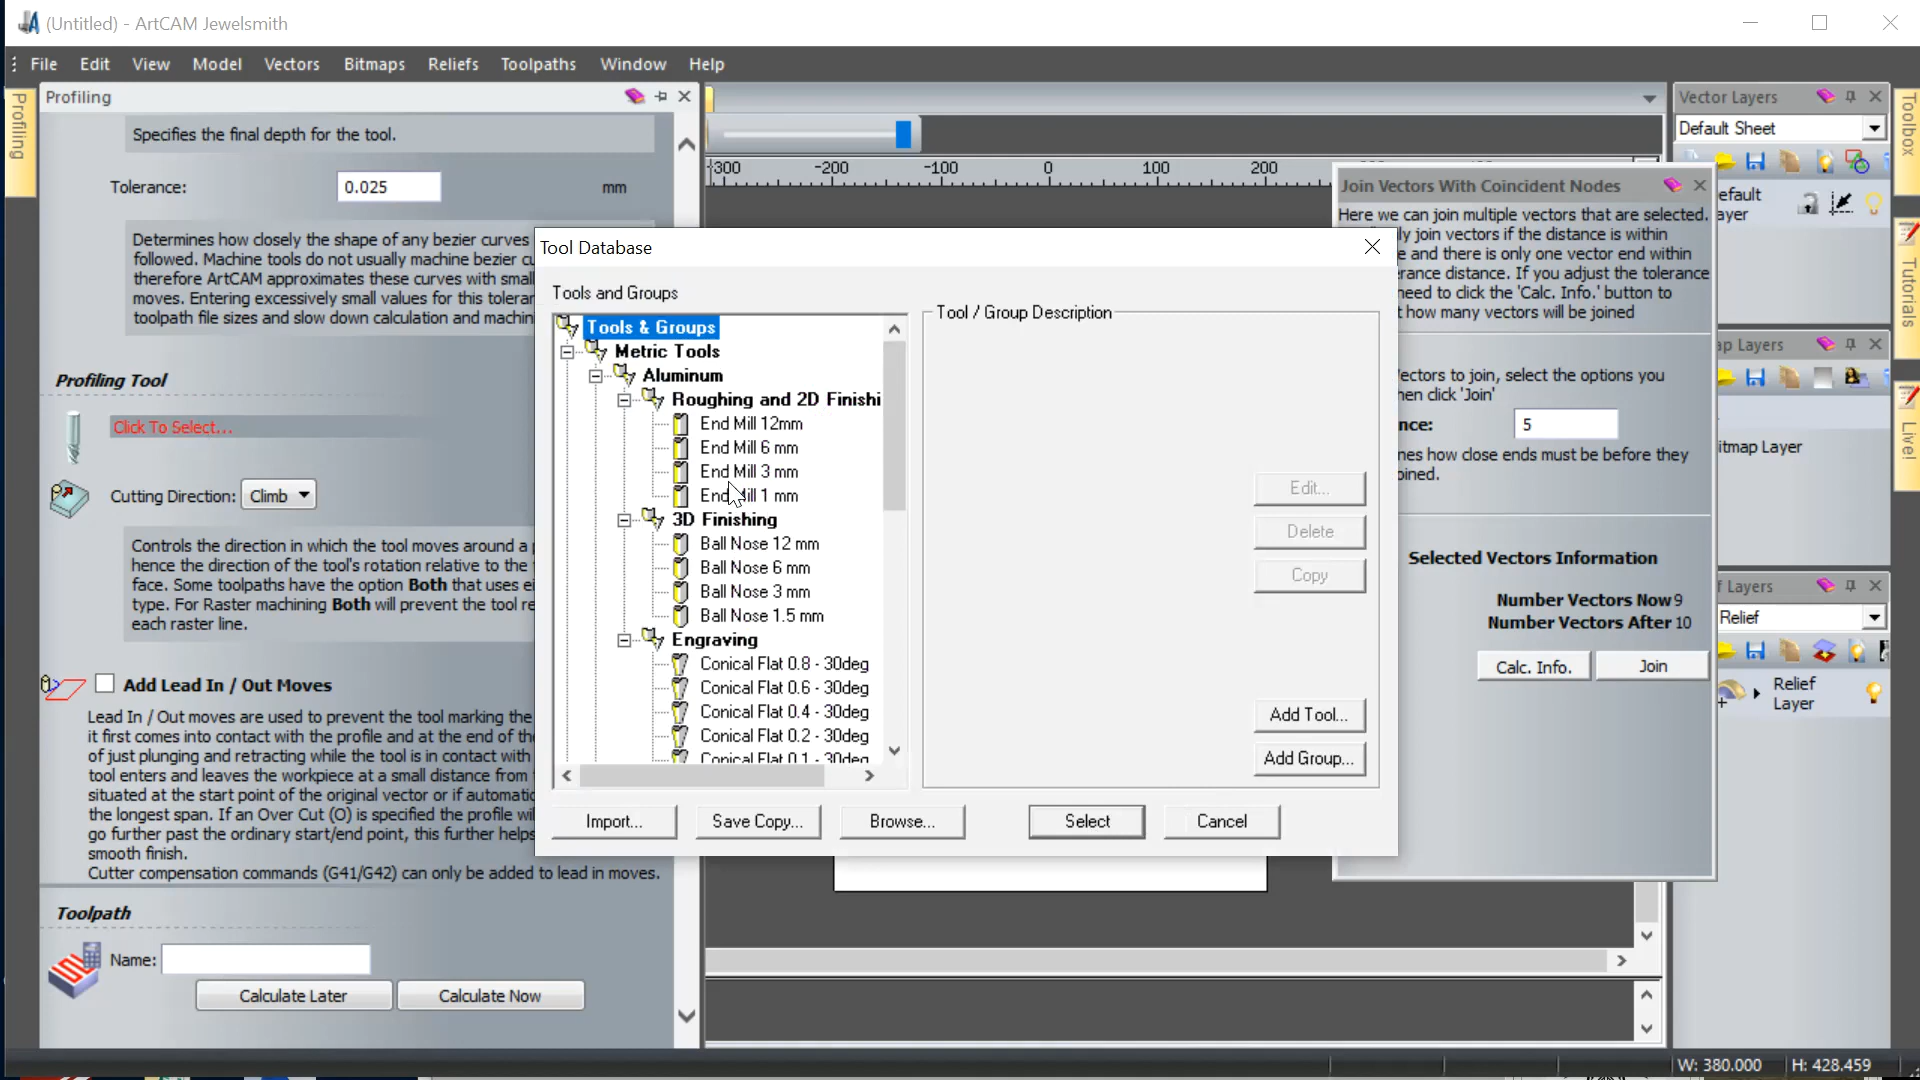 (Untitled) - ArtCAM Jewelsmith
File Edit View Model Vectors Bitmaps Reliefs Toolpaths Window Help
Profiling
Profiling
Specifies the final depth for the tool.
Tolerance: 0.025 mm
Determines how closely the shape of any bezier curves
followed. Machine tools do not usually machine bezier
therefore ArtCAM approximates these curves with small
moves. Entering excessively small values for this
toolpath file sizes and slow down calculation and
Profiling Tool
Click To Select...
Cutting Direction: Climb
Controls the direction in which the tool moves around a
hence the direction of the tool's rotation relative to the
face. Some toolpaths have the option Both that uses
type. For Raster machining Both will prevent the tool
each raster line.
Add Lead In / Out Moves
Lead In / Out moves are used to prevent the tool marking the
it first comes into contact with the profile and at the end of the
of just plunging and retracting while the tool is in contact with
tool enters and leaves the workpiece at a small distance from
situated at the start point of the original vector or if
the longest span. If an Over Cut (O) is specified the profile
go further past the ordinary start/end point, this further helps
smooth finish.
Cutter compensation commands (G41/G42) can only be added to lead in moves.
Toolpath
Name:
Calculate Later Calculate Now
-300 -200 -100 0 100 200
Tool Database
Tools and Groups
Tools & Groups
Metric Tools
Aluminum
Roughing and 2D Finishi
End Mill 12mm
End Mill 6 mm
End Mill 3 mm
End Mill 1 mm
3D Finishing
Ball Nose 12 mm
Ball Nose 6 mm
Ball Nose 3 mm
Ball Nose 1.5 mm
Engraving
Conical Flat 0.8 - 30deg
Conical Flat 0.6 - 30deg
Conical Flat 0.4 - 30deg
Conical Flat 0.2 - 30deg
Conical Flat 0.1 - 30deg
Tool / Group Description
Edit...
Delete
Copy
Add Tool...
Add Group...
Import... Save Copy... Browse... Select Cancel
Join Vectors With Coincident Nodes
Here we can join multiple vectors that are selected.
ly join vectors if the distance is within
e and there is only one vector end within
rance distance. If you adjust the tolerance
need to click the 'Calc. Info.' button to
t how many vectors will be joined
ectors to join, select the options you
hen click 'Join'
nce: 5
nes how close ends must be before they
oined.
Selected Vectors Information
Number Vectors Now 9
Number Vectors After 10
Calc. Info. Join
Vector Layers
Default Sheet
efault
ayer
ap Layers
itmap Layer
f Layers
Relief
Relief
Layer
Toolbox
Tutorials
Live!
W: 380.000 H: 428.459